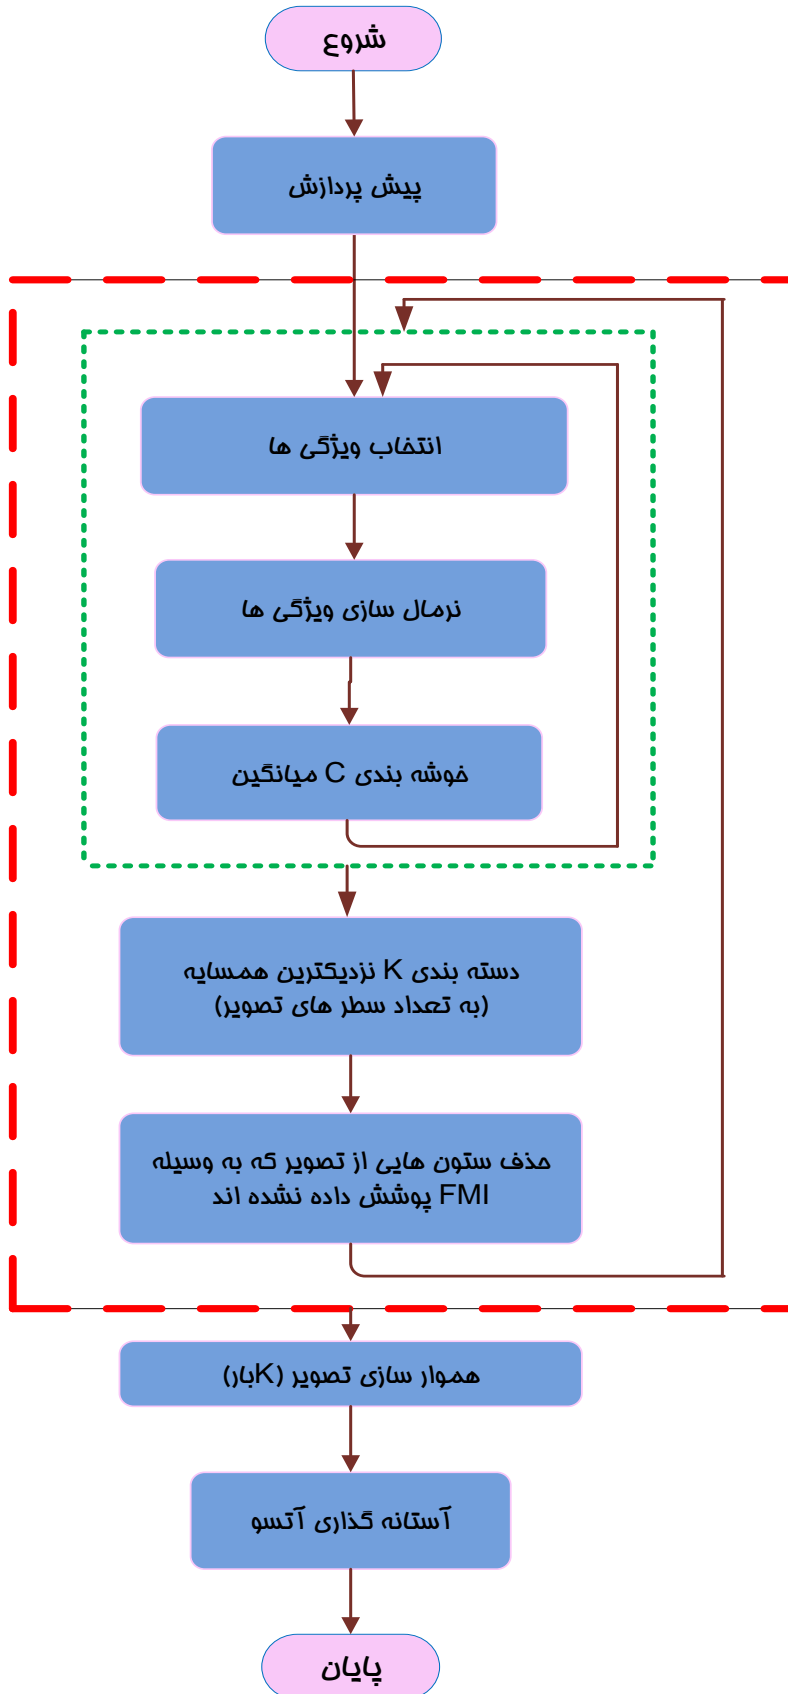 شروع
پیش پردازش
انتخاب ویژگی ها
نرمال سازی ویژگی ها
خوشه بندی C میانگین
دسته بندی K نزدیکترین همسایه
(به تعداد سطر های تصویر)
حذف ستون هایی از تصویر که به وسیله
FMI پوشش داده نشده اند
هموار سازی تصویر (Kبار)
آستانه گذاری آتسو
پایان